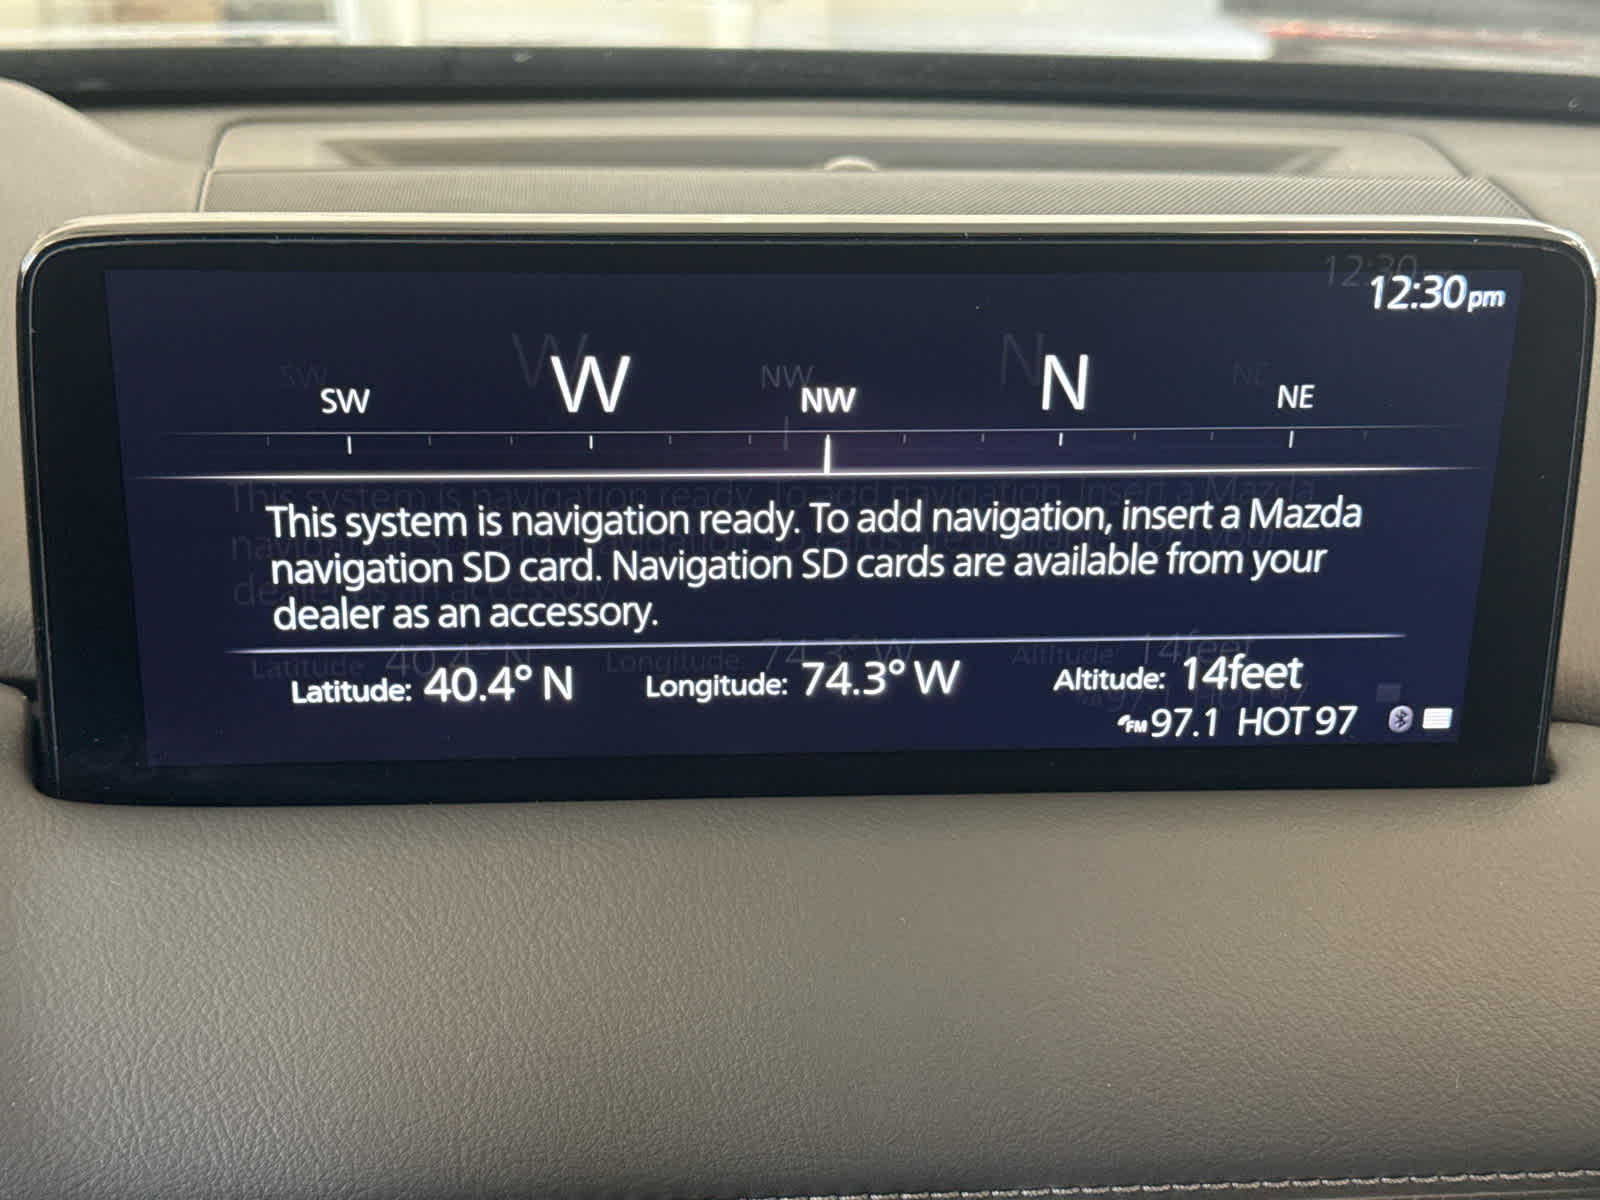 12:30pm
SW W NW N NE
This system is navigation ready. To add navigation, insert a Mazda
navigation SD card. Navigation SD cards are available from your
dealer as an accessory.
Latitude: 40.4° N Longitude: 74.3° W Altitude: 14feet
FM 97.1 HOT 97